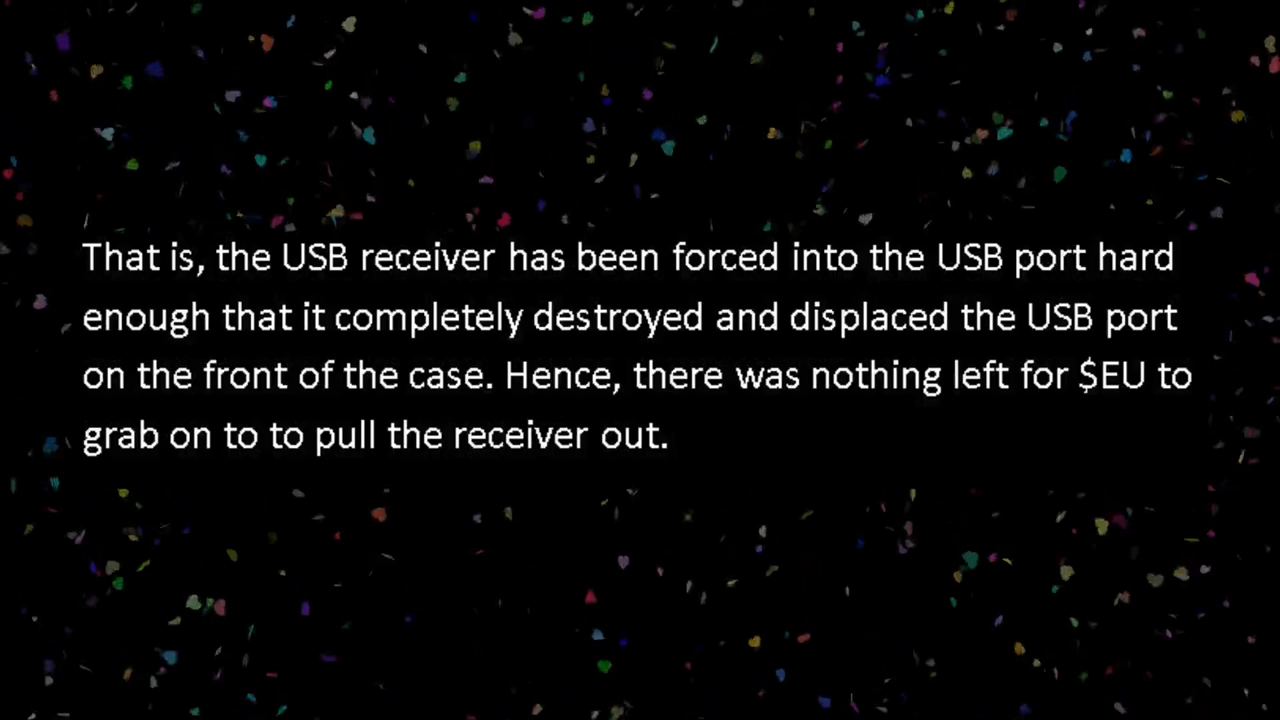 That is, the USB receiver has been forced into the USB port hard
enough that it completely destroyed and displaced the USB port
on the front of the case. Hence, there was nothing left for $EU to
grab on to to pull the receiver out.